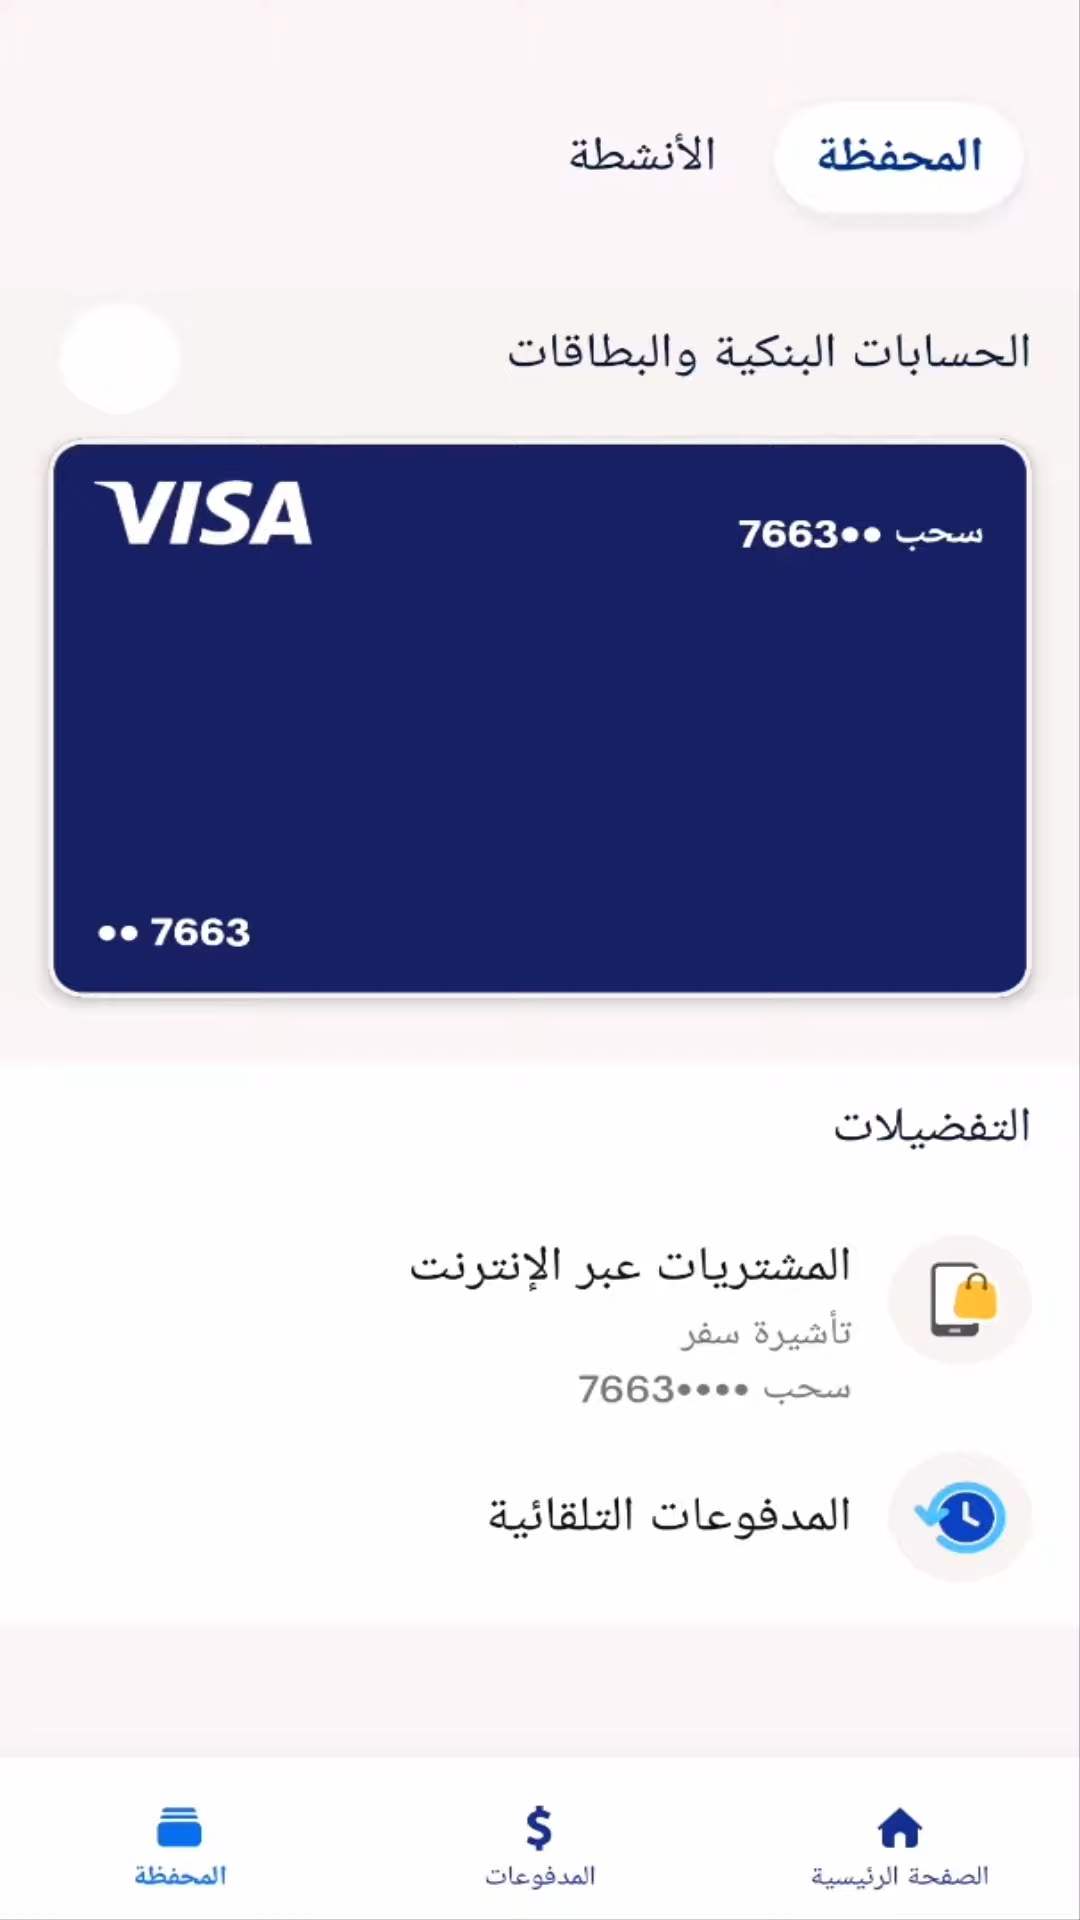 المحفظة
الأنشطة
الحسابات البنكية والبطاقات
VISA
سحب ••7663
•• 7663
التفضيلات
المشتريات عبر الإنترنت
تأشيرة سفر
سحب ••••7663
المدفوعات التلقائية
الصفحة الرئيسية
المدفوعات
المحفظة